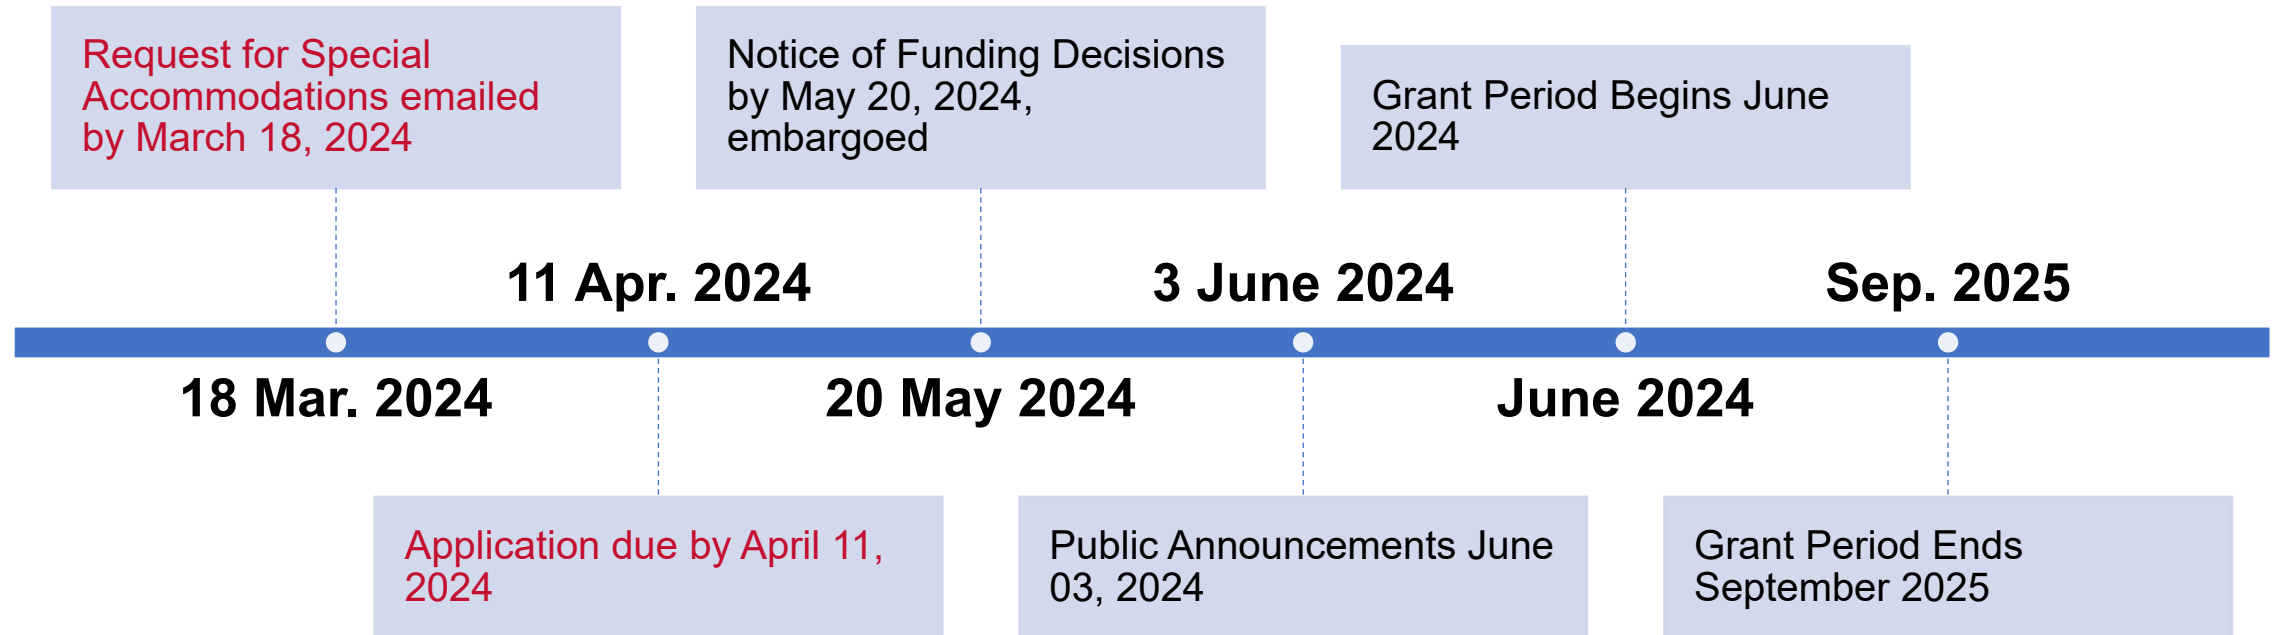 Request for Special
Accommodations emailed
by March 18, 2024
Notice of Funding Decisions
by May 20, 2024,
embargoed
Grant Period Begins June
2024
11 Apr. 2024
3 June 2024
Sep. 2025
18 Mar. 2024
20 May 2024
June 2024
Application due by April 11,
2024
Public Announcements June
03, 2024
Grant Period Ends
September 2025